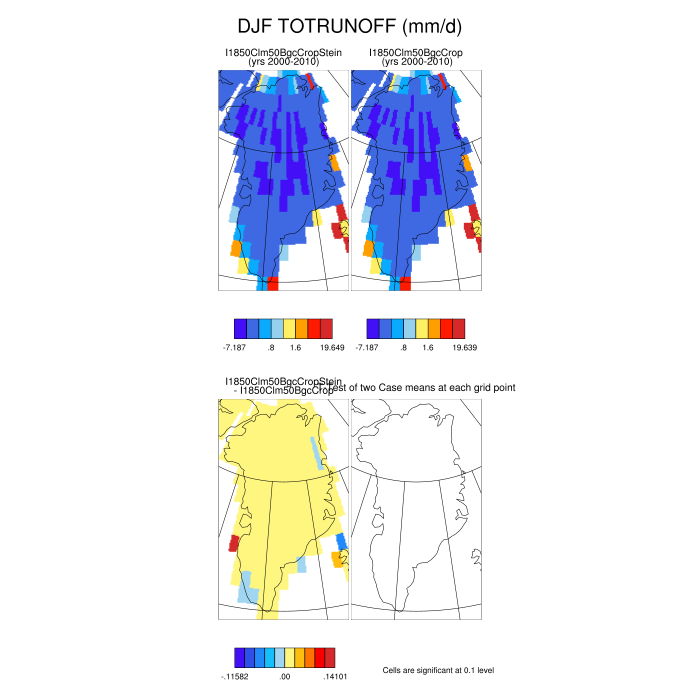 DJF TOTRUNOFF (mm/d)
I1850Clm50BgcCropStein
(yrs 2000-2010)
I1850Clm50BgcCrop
(yrs 2000-2010)
-7.187 .8 1.6 19.649
-7.187 .8 1.6 19.639
I1850Clm50BgcCropStein
- I1850Clm50BgcCrop
Test of two Case means at each grid point
-.11582 .00 .14101
Cells are significant at 0.1 level